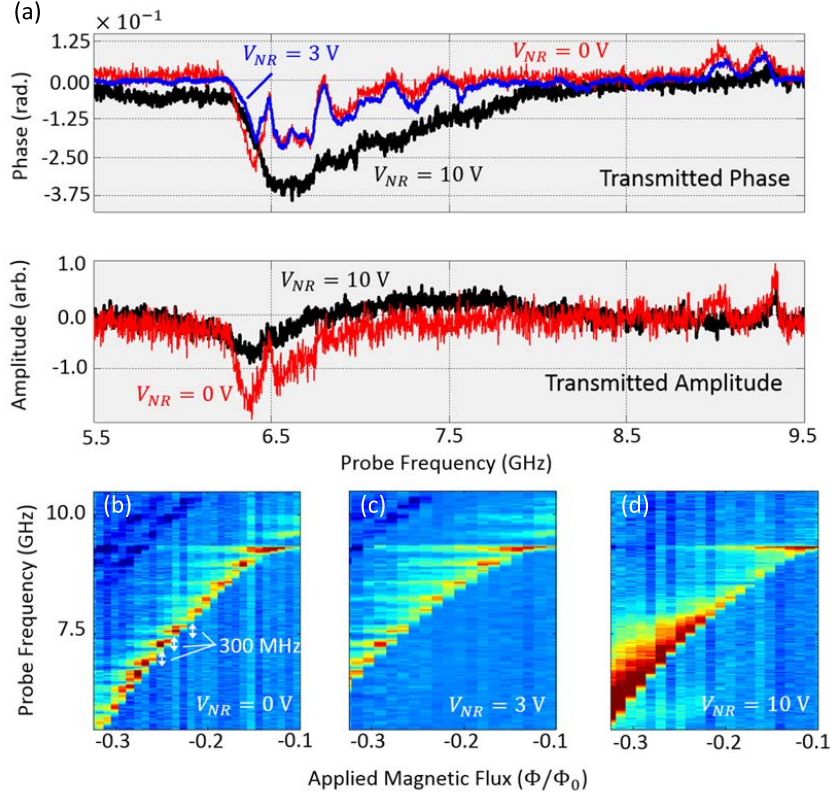 (a)
× 10⁻¹
1.25
0.00
-1.25
-2.50
-3.75
Phase (rad.)
V_NR = 3 V
V_NR = 0 V
V_NR = 10 V
Transmitted Phase
1.0
0.0
-1.0
Amplitude (arb.)
V_NR = 10 V
V_NR = 0 V
Transmitted Amplitude
5.5 6.5 7.5 8.5 9.5
Probe Frequency (GHz)
(b) (c) (d)
10.0
7.5
Probe Frequency (GHz)
300 MHz
V_NR = 0 V V_NR = 3 V V_NR = 10 V
-0.3 -0.2 -0.1 -0.3 -0.2 -0.1 -0.3 -0.2 -0.1
Applied Magnetic Flux (Φ/Φ₀)